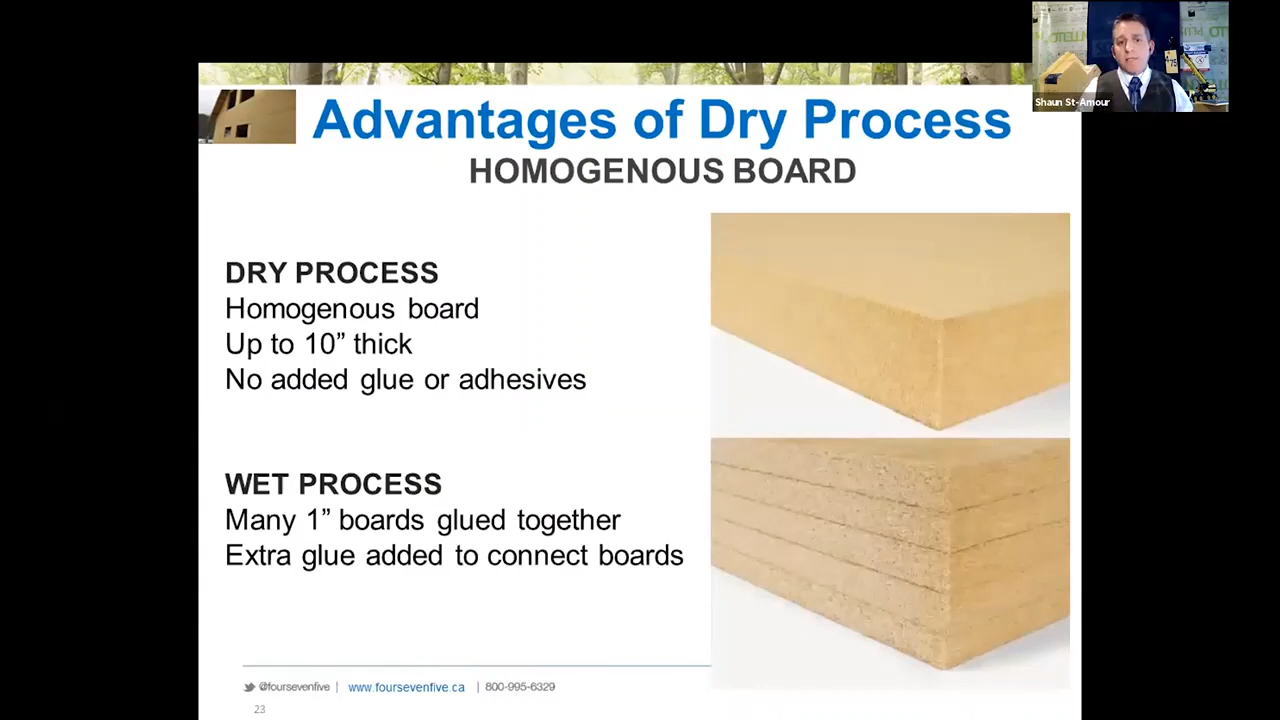 Shaun St-Amour
Advantages of Dry Process
HOMOGENOUS BOARD
DRY PROCESS
Homogenous board
Up to 10” thick
No added glue or adhesives
WET PROCESS
Many 1” boards glued together
Extra glue added to connect boards
@foursevenfive | www.foursevenfive.ca | 800-995-6329
23